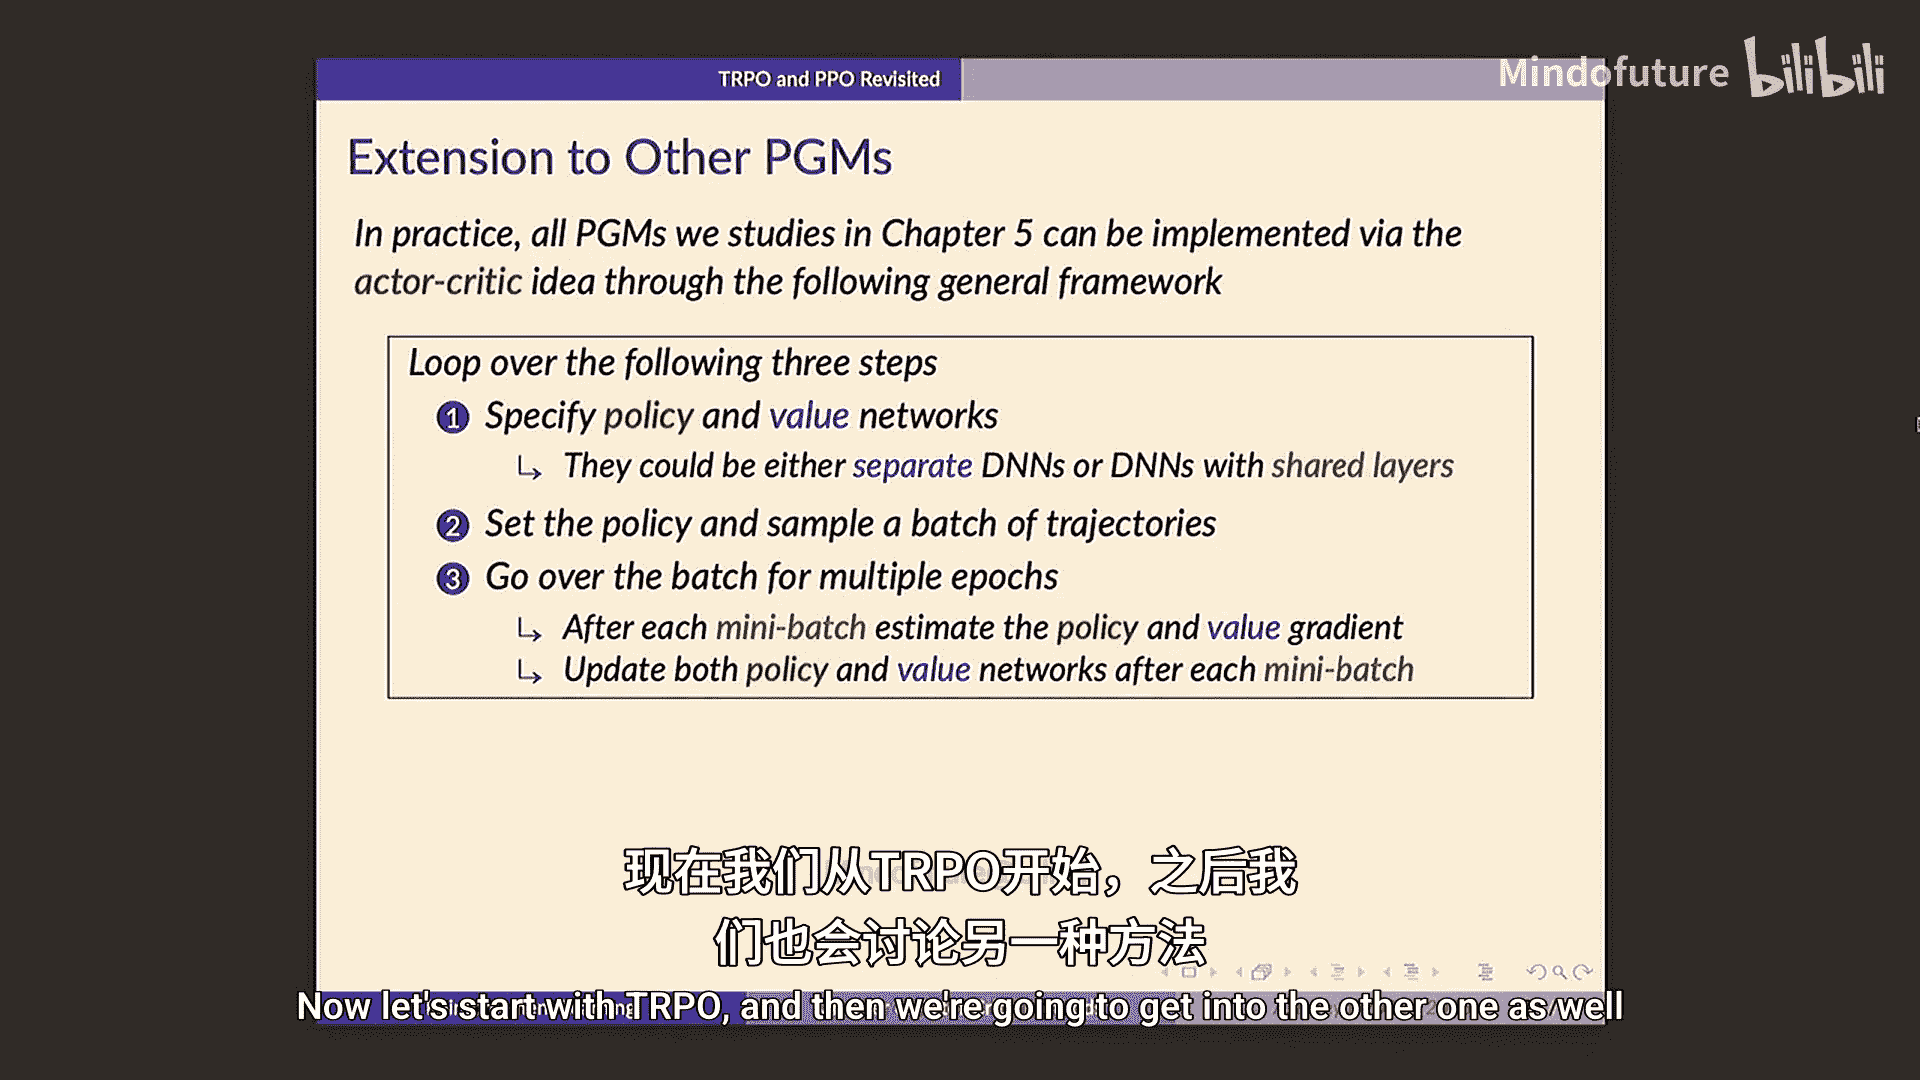 TRPO and PPO Revisited
Mindofuture bilibili
Extension to Other PGMs
In practice, all PGMs we studies in Chapter 5 can be implemented via the
actor-critic idea through the following general framework
Loop over the following three steps
1 Specify policy and value networks
↳ They could be either separate DNNs or DNNs with shared layers
2 Set the policy and sample a batch of trajectories
3 Go over the batch for multiple epochs
↳ After each mini-batch estimate the policy and value gradient
↳ Update both policy and value networks after each mini-batch
现在我们从TRPO开始，之后我
们也会讨论另一种方法
Now let's start with TRPO, and then we're going to get into the other one as well